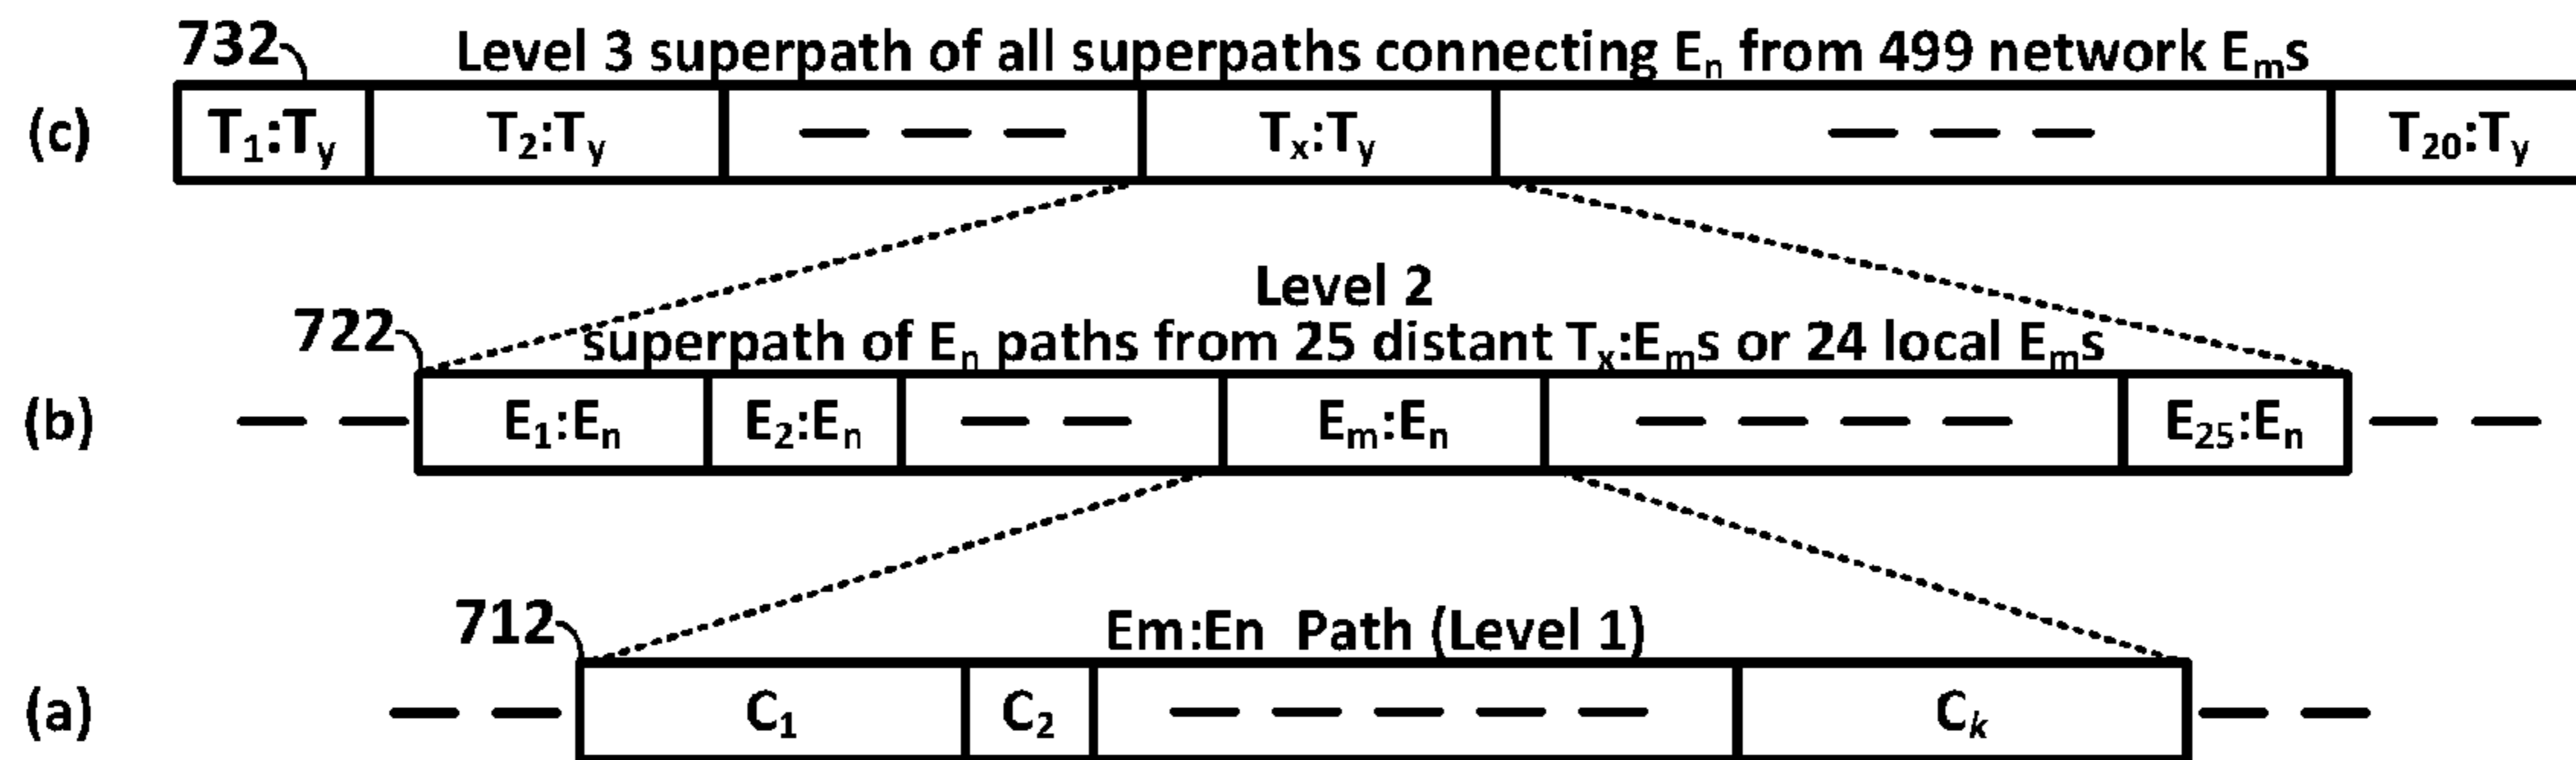 732 Level 3 superpath of all superpaths connecting Eₙ from 499 network Eₘs
(c) T₁:Tᵧ T₂:Tᵧ — — — Tₓ:Tᵧ — — — T₂₀:Tᵧ
Level 2
722 superpath of Eₙ paths from 25 distant Tₓ:Eₘs or 24 local Eₘs
(b) — — E₁:Eₙ E₂:Eₙ — — Eₘ:Eₙ — — — — E₂₅:Eₙ — —
712 Em:En Path (Level 1)
(a) — — C₁ C₂ — — — — — Cₖ — —